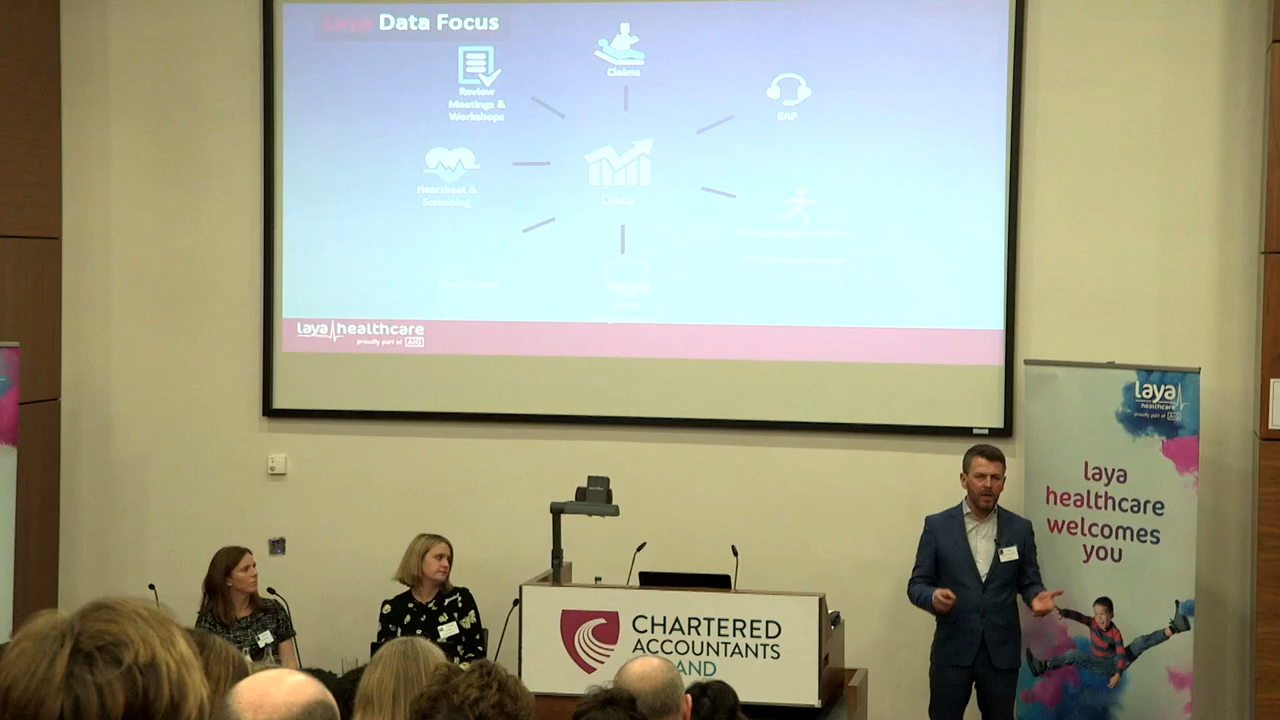 Laya Data Focus
Claims
Review
Meetings &
Workshops
EAP
Heartbeat &
Screening
laya healthcare
proudly part of AIG
laya
healthcare
proudly part of AIG
laya
healthcare
welcomes
you
CHARTERED
ACCOUNTANTS
AND